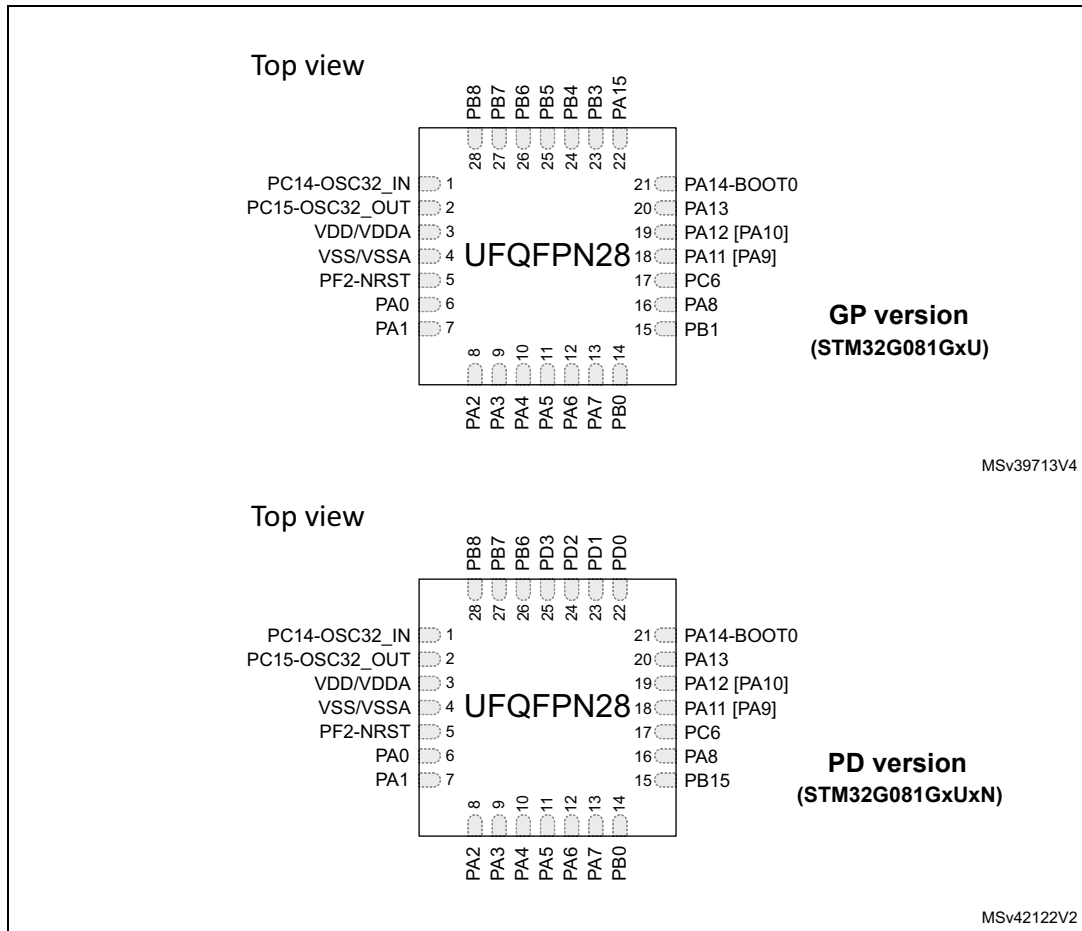 Top view
PB8
PB7
PB6
PB5
PB4
PB3
PA15
28
27
26
25
24
23
22
PC14-OSC32_IN 1
PC15-OSC32_OUT 2
VDD/VDDA 3
VSS/VSSA 4
PF2-NRST 5
PA0 6
PA1 7
UFQFPN28
21 PA14-BOOT0
20 PA13
19 PA12 [PA10]
18 PA11 [PA9]
17 PC6
16 PA8
15 PB1
8
9
10
11
12
13
14
PA2
PA3
PA4
PA5
PA6
PA7
PB0
GP version
(STM32G081GxU)
MSv39713V4
Top view
PB8
PB7
PB6
PD3
PD2
PD1
PD0
28
27
26
25
24
23
22
PC14-OSC32_IN 1
PC15-OSC32_OUT 2
VDD/VDDA 3
VSS/VSSA 4
PF2-NRST 5
PA0 6
PA1 7
UFQFPN28
21 PA14-BOOT0
20 PA13
19 PA12 [PA10]
18 PA11 [PA9]
17 PC6
16 PA8
15 PB15
8
9
10
11
12
13
14
PA2
PA3
PA4
PA5
PA6
PA7
PB0
PD version
(STM32G081GxUxN)
MSv42122V2